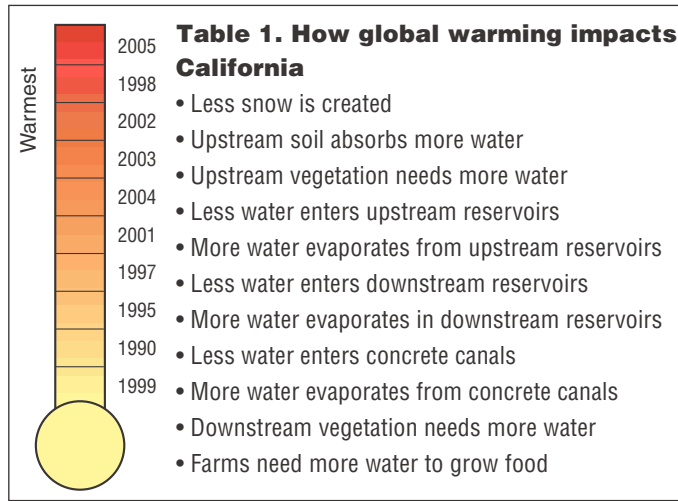 Warmest
2005
1998
2002
2003
2004
2001
1997
1995
1990
1999
Table 1. How global warming impacts
California
• Less snow is created
• Upstream soil absorbs more water
• Upstream vegetation needs more water
• Less water enters upstream reservoirs
• More water evaporates from upstream reservoirs
• Less water enters downstream reservoirs
• More water evaporates in downstream reservoirs
• Less water enters concrete canals
• More water evaporates from concrete canals
• Downstream vegetation needs more water
• Farms need more water to grow food